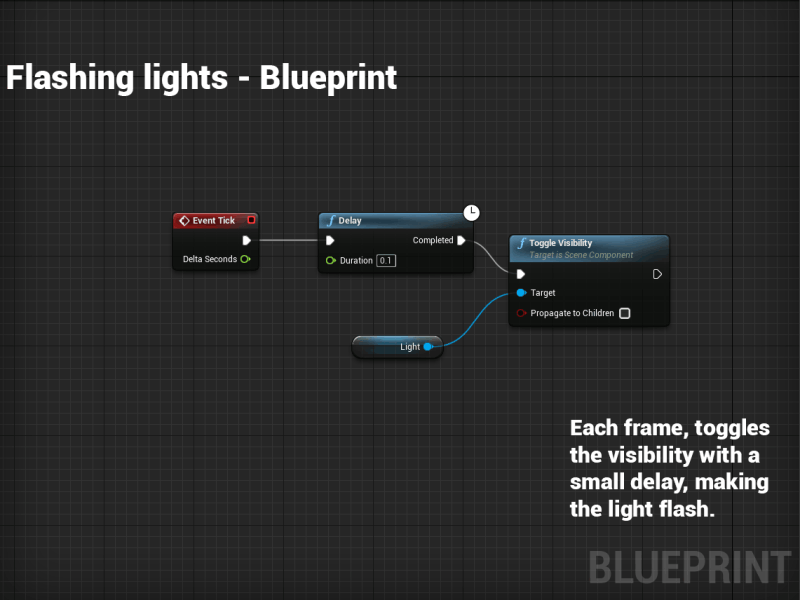 Flashing lights - Blueprint
Event Tick
Delta Seconds
Delay
Completed
Duration 0.1
Toggle Visibility
Target is Scene Component
Target
Propagate to Children
Light
Each frame, toggles
the visibility with a
small delay, making
the light flash.
BLUEPRINT